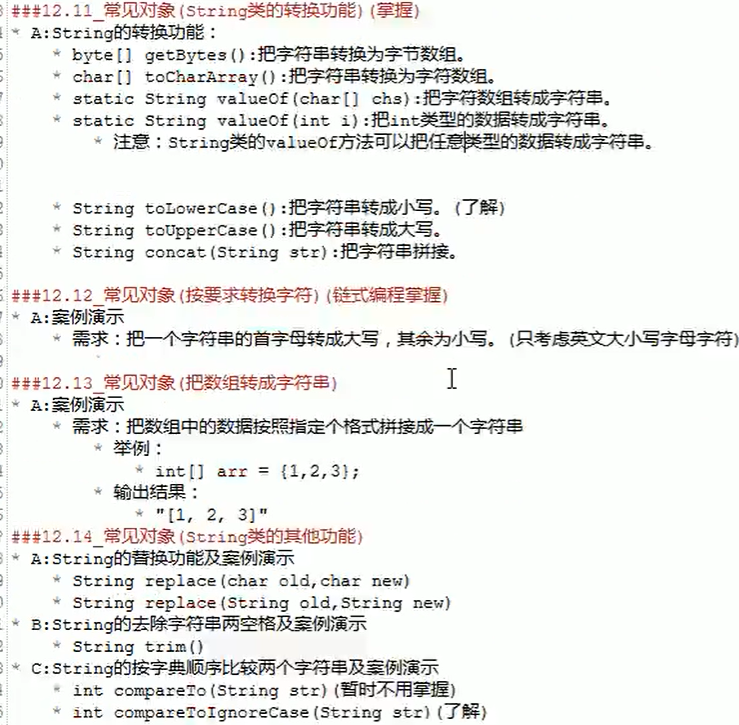 ###12.11_常见对象(String类的转换功能)(掌握)
* A:String的转换功能：
* byte[] getBytes():把字符串转换为字节数组。
* char[] toCharArray():把字符串转换为字符数组。
* static String valueOf(char[] chs):把字符数组转成字符串。
* static String valueOf(int i):把int类型的数据转成字符串。
* 注意：String类的valueOf方法可以把任意类型的数据转成字符串。
* String toLowerCase():把字符串转成小写。(了解)
* String toUpperCase():把字符串转成大写。
* String concat(String str):把字符串拼接。
###12.12_常见对象(按要求转换字符)(链式编程掌握)
* A:案例演示
* 需求：把一个字符串的首字母转成大写，其余为小写。(只考虑英文大小写字母字符)
###12.13_常见对象(把数组转成字符串)
* A:案例演示
* 需求：把数组中的数据按照指定个格式拼接成一个字符串
* 举例：
* int[] arr = {1,2,3};
* 输出结果：
* "[1, 2, 3]"
###12.14_常见对象(String类的其他功能)
* A:String的替换功能及案例演示
* String replace(char old,char new)
* String replace(String old,String new)
* B:String的去除字符串两空格及案例演示
* String trim()
* C:String的按字典顺序比较两个字符串及案例演示
* int compareTo(String str)(暂时不用掌握)
* int compareToIgnoreCase(String str)(了解)